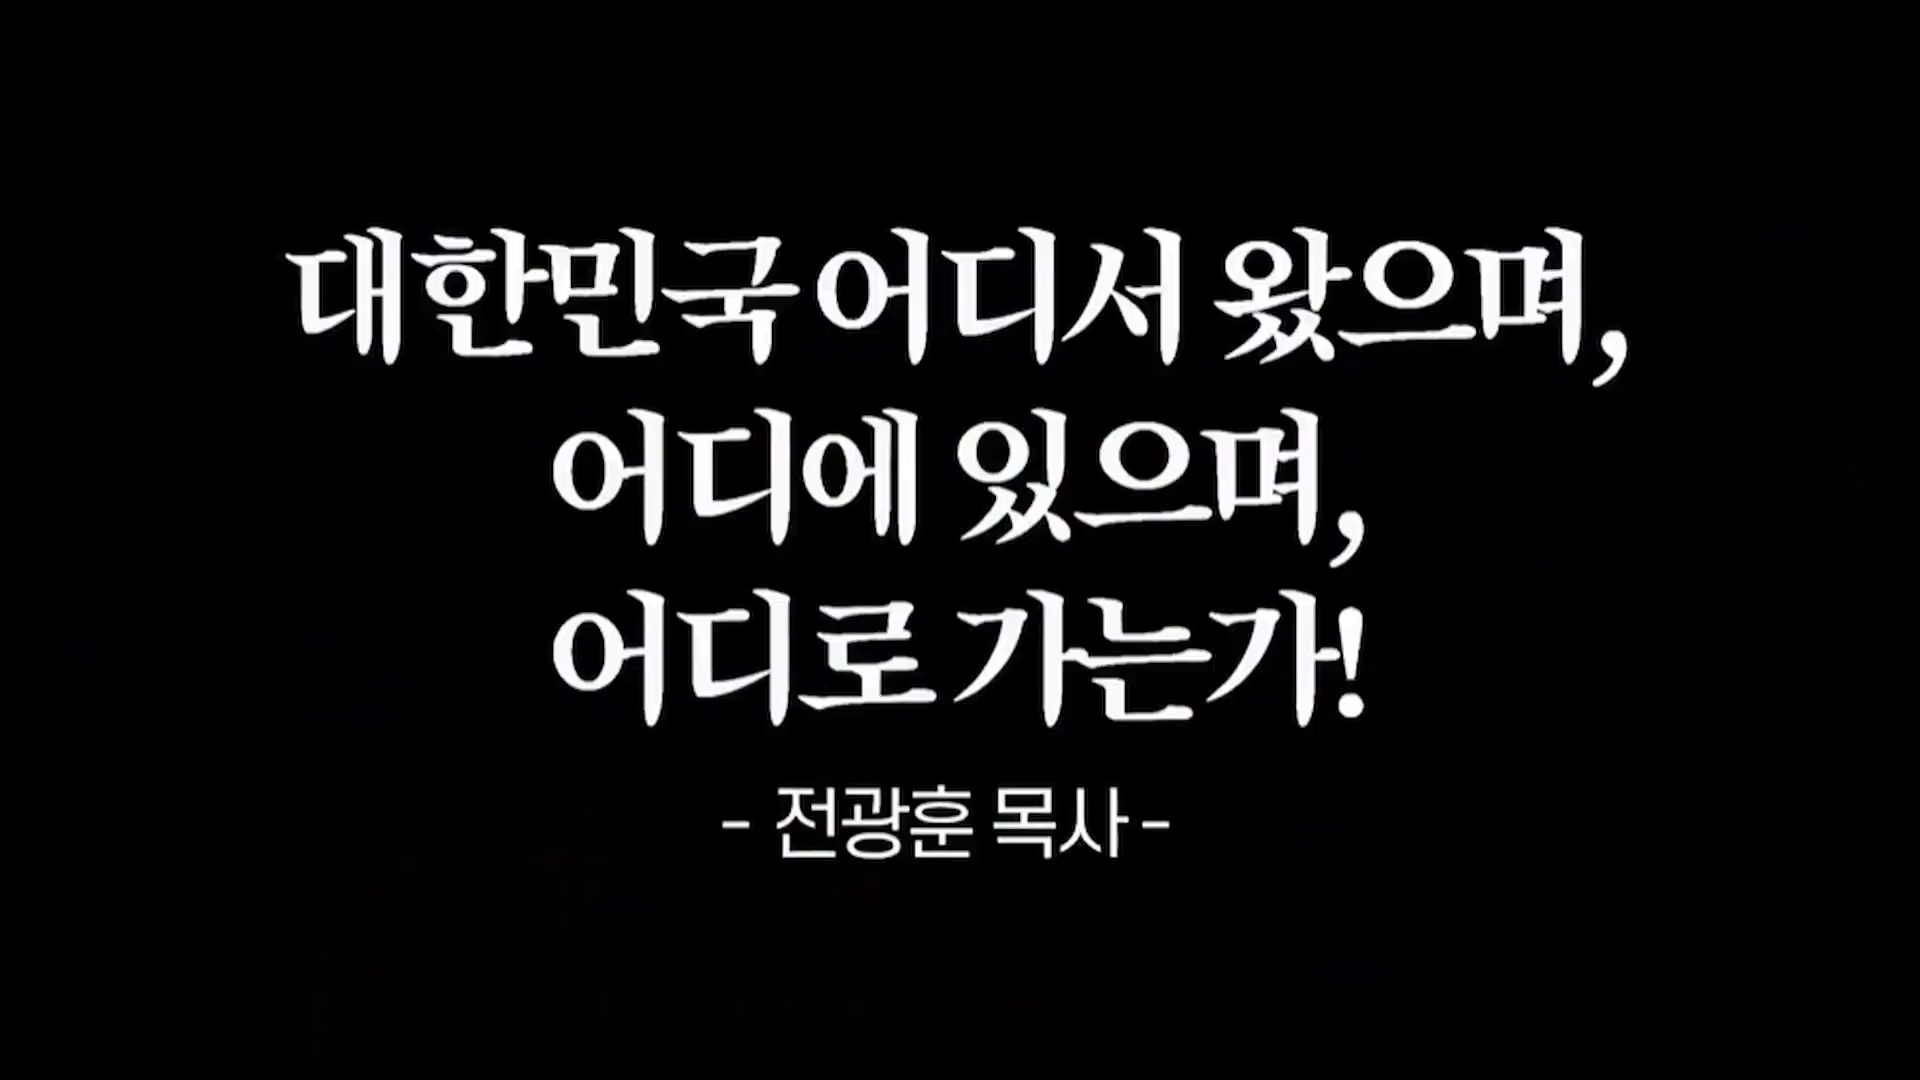 대한민국 어디서 왔으며,
어디에 있으며,
어디로 가는가!
- 전광훈 목사 -